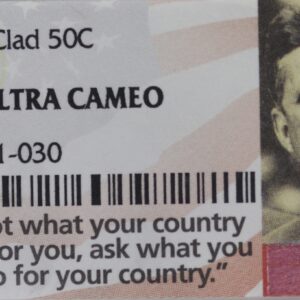 Clad 50C
LTRA CAMEO
1-030
ot what your country
or you, ask what you
o for your country.”